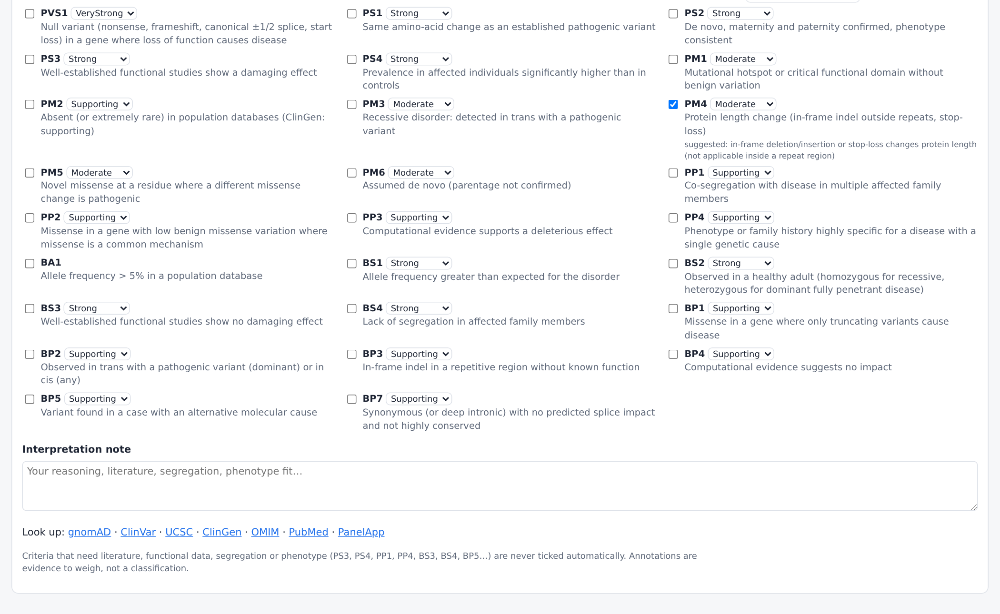 PVS1 VeryStrong
Null variant (nonsense, frameshift, canonical ±1/2 splice, start
loss) in a gene where loss of function causes disease
PS1 Strong
Same amino-acid change as an established pathogenic variant
PS2 Strong
De novo, maternity and paternity confirmed, phenotype
consistent
PS3 Strong
Well-established functional studies show a damaging effect
PS4 Strong
Prevalence in affected individuals significantly higher than in
controls
PM1 Moderate
Mutational hotspot or critical functional domain without
benign variation
PM2 Supporting
Absent (or extremely rare) in population databases (ClinGen:
supporting)
PM3 Moderate
Recessive disorder: detected in trans with a pathogenic
variant
PM4 Moderate
Protein length change (in-frame indel outside repeats, stop-
loss)
suggested: in-frame deletion/insertion or stop-loss changes protein length
(not applicable inside a repeat region)
PM5 Moderate
Novel missense at a residue where a different missense
change is pathogenic
PM6 Moderate
Assumed de novo (parentage not confirmed)
PP1 Supporting
Co-segregation with disease in multiple affected family
members
PP2 Supporting
Missense in a gene with low benign missense variation where
missense is a common mechanism
PP3 Supporting
Computational evidence supports a deleterious effect
PP4 Supporting
Phenotype or family history highly specific for a disease with a
single genetic cause
BA1
Allele frequency > 5% in a population database
BS1 Strong
Allele frequency greater than expected for the disorder
BS2 Strong
Observed in a healthy adult (homozygous for recessive,
heterozygous for dominant fully penetrant disease)
BS3 Strong
Well-established functional studies show no damaging effect
BS4 Strong
Lack of segregation in affected family members
BP1 Supporting
Missense in a gene where only truncating variants cause
disease
BP2 Supporting
Observed in trans with a pathogenic variant (dominant) or in
cis (any)
BP3 Supporting
In-frame indel in a repetitive region without known function
BP4 Supporting
Computational evidence suggests no impact
BP5 Supporting
Variant found in a case with an alternative molecular cause
BP7 Supporting
Synonymous (or deep intronic) with no predicted splice impact
and not highly conserved
Interpretation note
Your reasoning, literature, segregation, phenotype fit…
Look up: gnomAD · ClinVar · UCSC · ClinGen · OMIM · PubMed · PanelApp
Criteria that need literature, functional data, segregation or phenotype (PS3, PS4, PP1, PP4, BS3, BS4, BP5…) are never ticked automatically. Annotations are
evidence to weigh, not a classification.